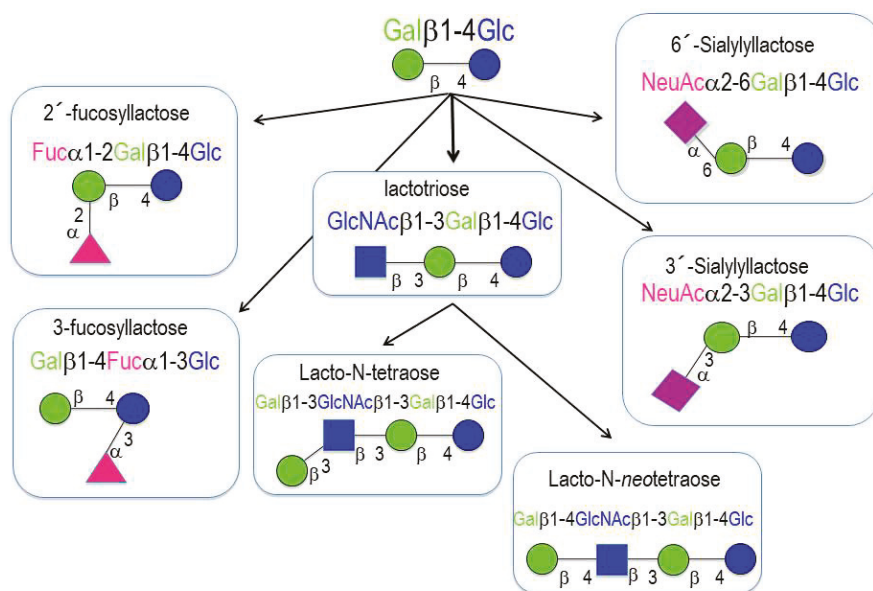 Galβ1-4Glc
β 4
2´-fucosyllactose
Fucα1-2Galβ1-4Glc
2 β 4
α
6´-Sialylyllactose
NeuAcα2-6Galβ1-4Glc
α β 4
6
lactotriose
GlcNAcβ1-3Galβ1-4Glc
β 3 β 4
3´-Sialylyllactose
NeuAcα2-3Galβ1-4Glc
β 4
3
α
3-fucosyllactose
Galβ1-4Fucα1-3Glc
β 4
3
α
Lacto-N-tetraose
Galβ1-3GlcNAcβ1-3Galβ1-4Glc
β 3 β 3 β 4
Lacto-N-neotetraose
Galβ1-4GlcNAcβ1-3Galβ1-4Glc
β 4 β 3 β 4